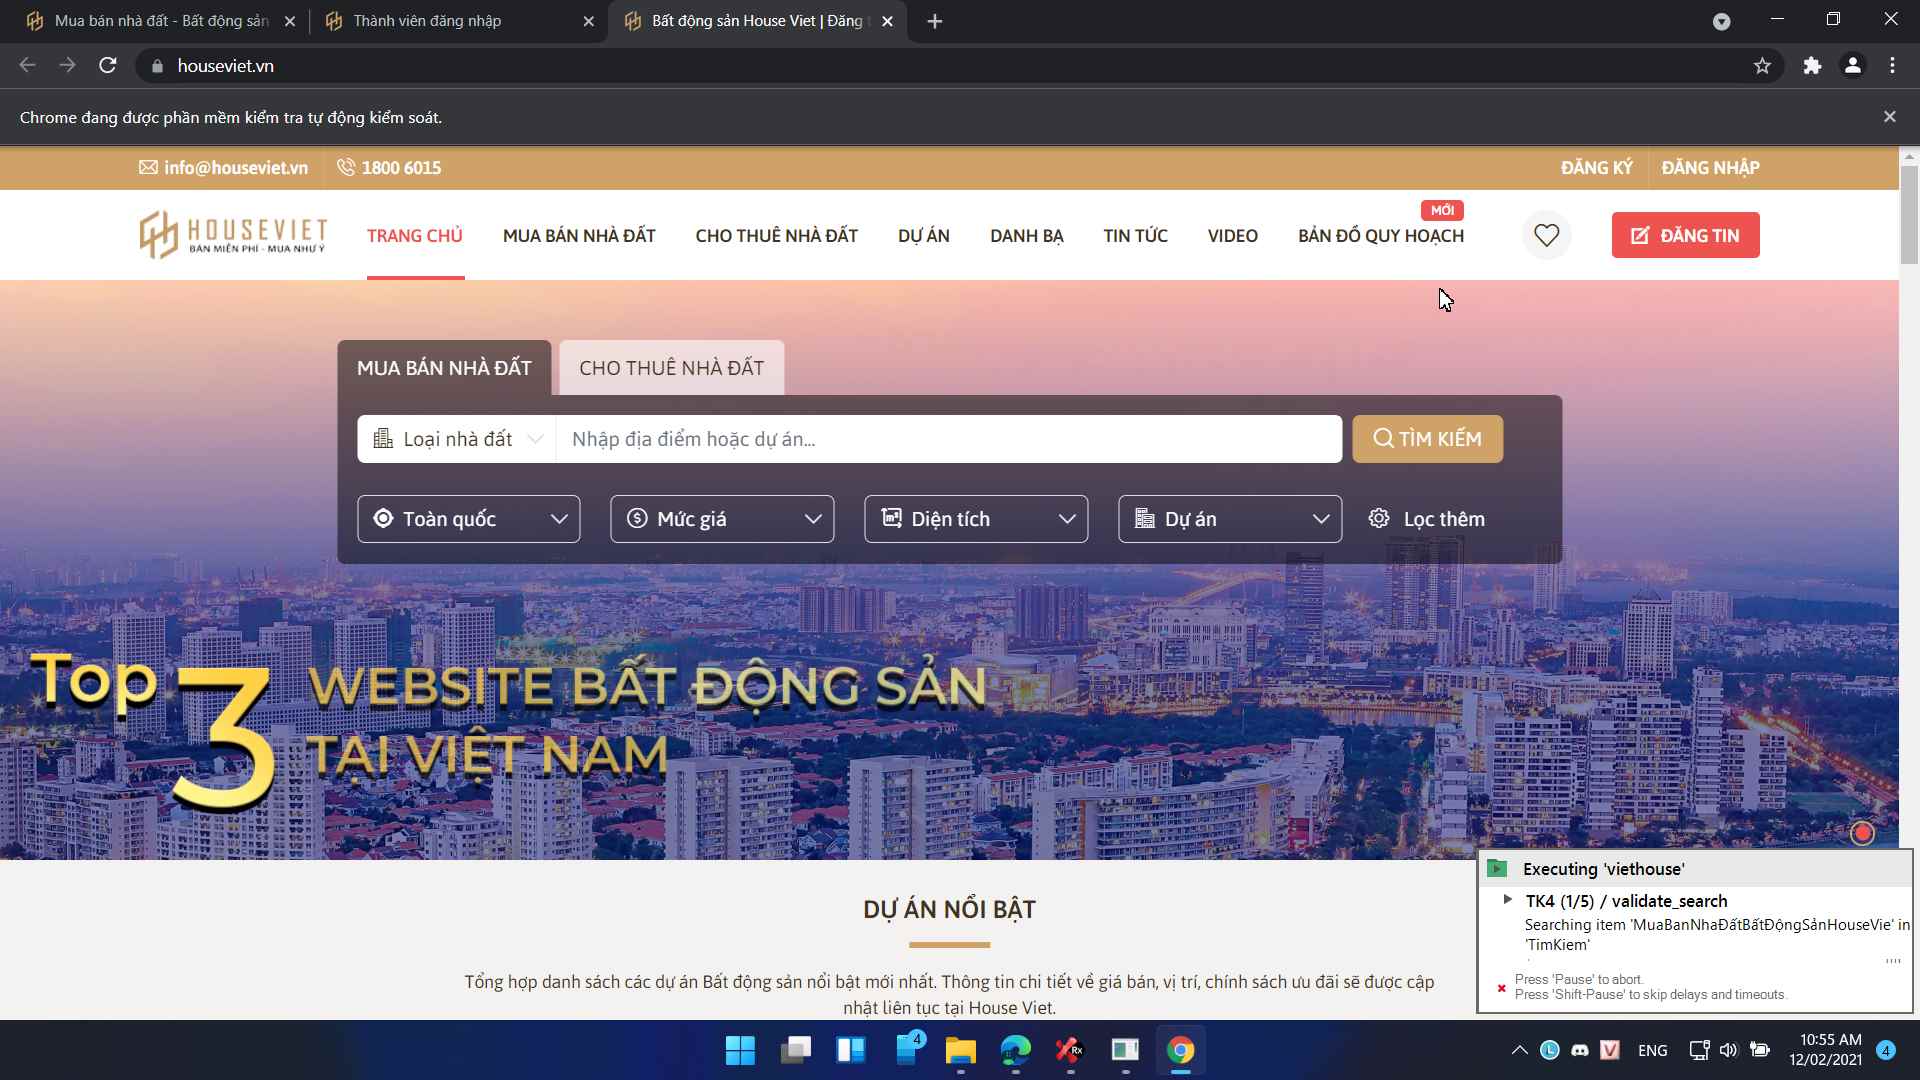 Mua bán nhà đất - Bất động sản
Thành viên đăng nhập
Bất động sản House Viet | Đăng
houseviet.vn
Chrome đang được phần mềm kiểm tra tự động kiểm soát.
info@houseviet.vn
1800 6015
ĐĂNG KÝ
ĐĂNG NHẬP
HOUSEVIET
BÁN MIỄN PHÍ - MUA NHƯ Ý
TRANG CHỦ
MUA BÁN NHÀ ĐẤT
CHO THUÊ NHÀ ĐẤT
DỰ ÁN
DANH BẠ
TIN TỨC
VIDEO
BẢN ĐỒ QUY HOẠCH
MỚI
ĐĂNG TIN
MUA BÁN NHÀ ĐẤT
CHO THUÊ NHÀ ĐẤT
Loại nhà đất
Nhập địa điểm hoặc dự án...
TÌM KIẾM
Toàn quốc
Mức giá
Diện tích
Dự án
Lọc thêm
Top 3 WEBSITE BẤT ĐỘNG SẢN
TẠI VIỆT NAM
DỰ ÁN NỔI BẬT
Tổng hợp danh sách các dự án Bất động sản nổi bật mới nhất. Thông tin chi tiết về giá bán, vị trí, chính sách ưu đãi sẽ được cập
nhật liên tục tại House Viet.
Executing 'viethouse'
TK4 (1/5) / validate_search
Searching item 'MuaBanNhaĐấtBấtĐộngSảnHouseVie' in
'TimKiem'
Press 'Pause' to abort.
Press 'Shift-Pause' to skip delays and timeouts.
4
Rx
ENG
10:55 AM
12/02/2021
4